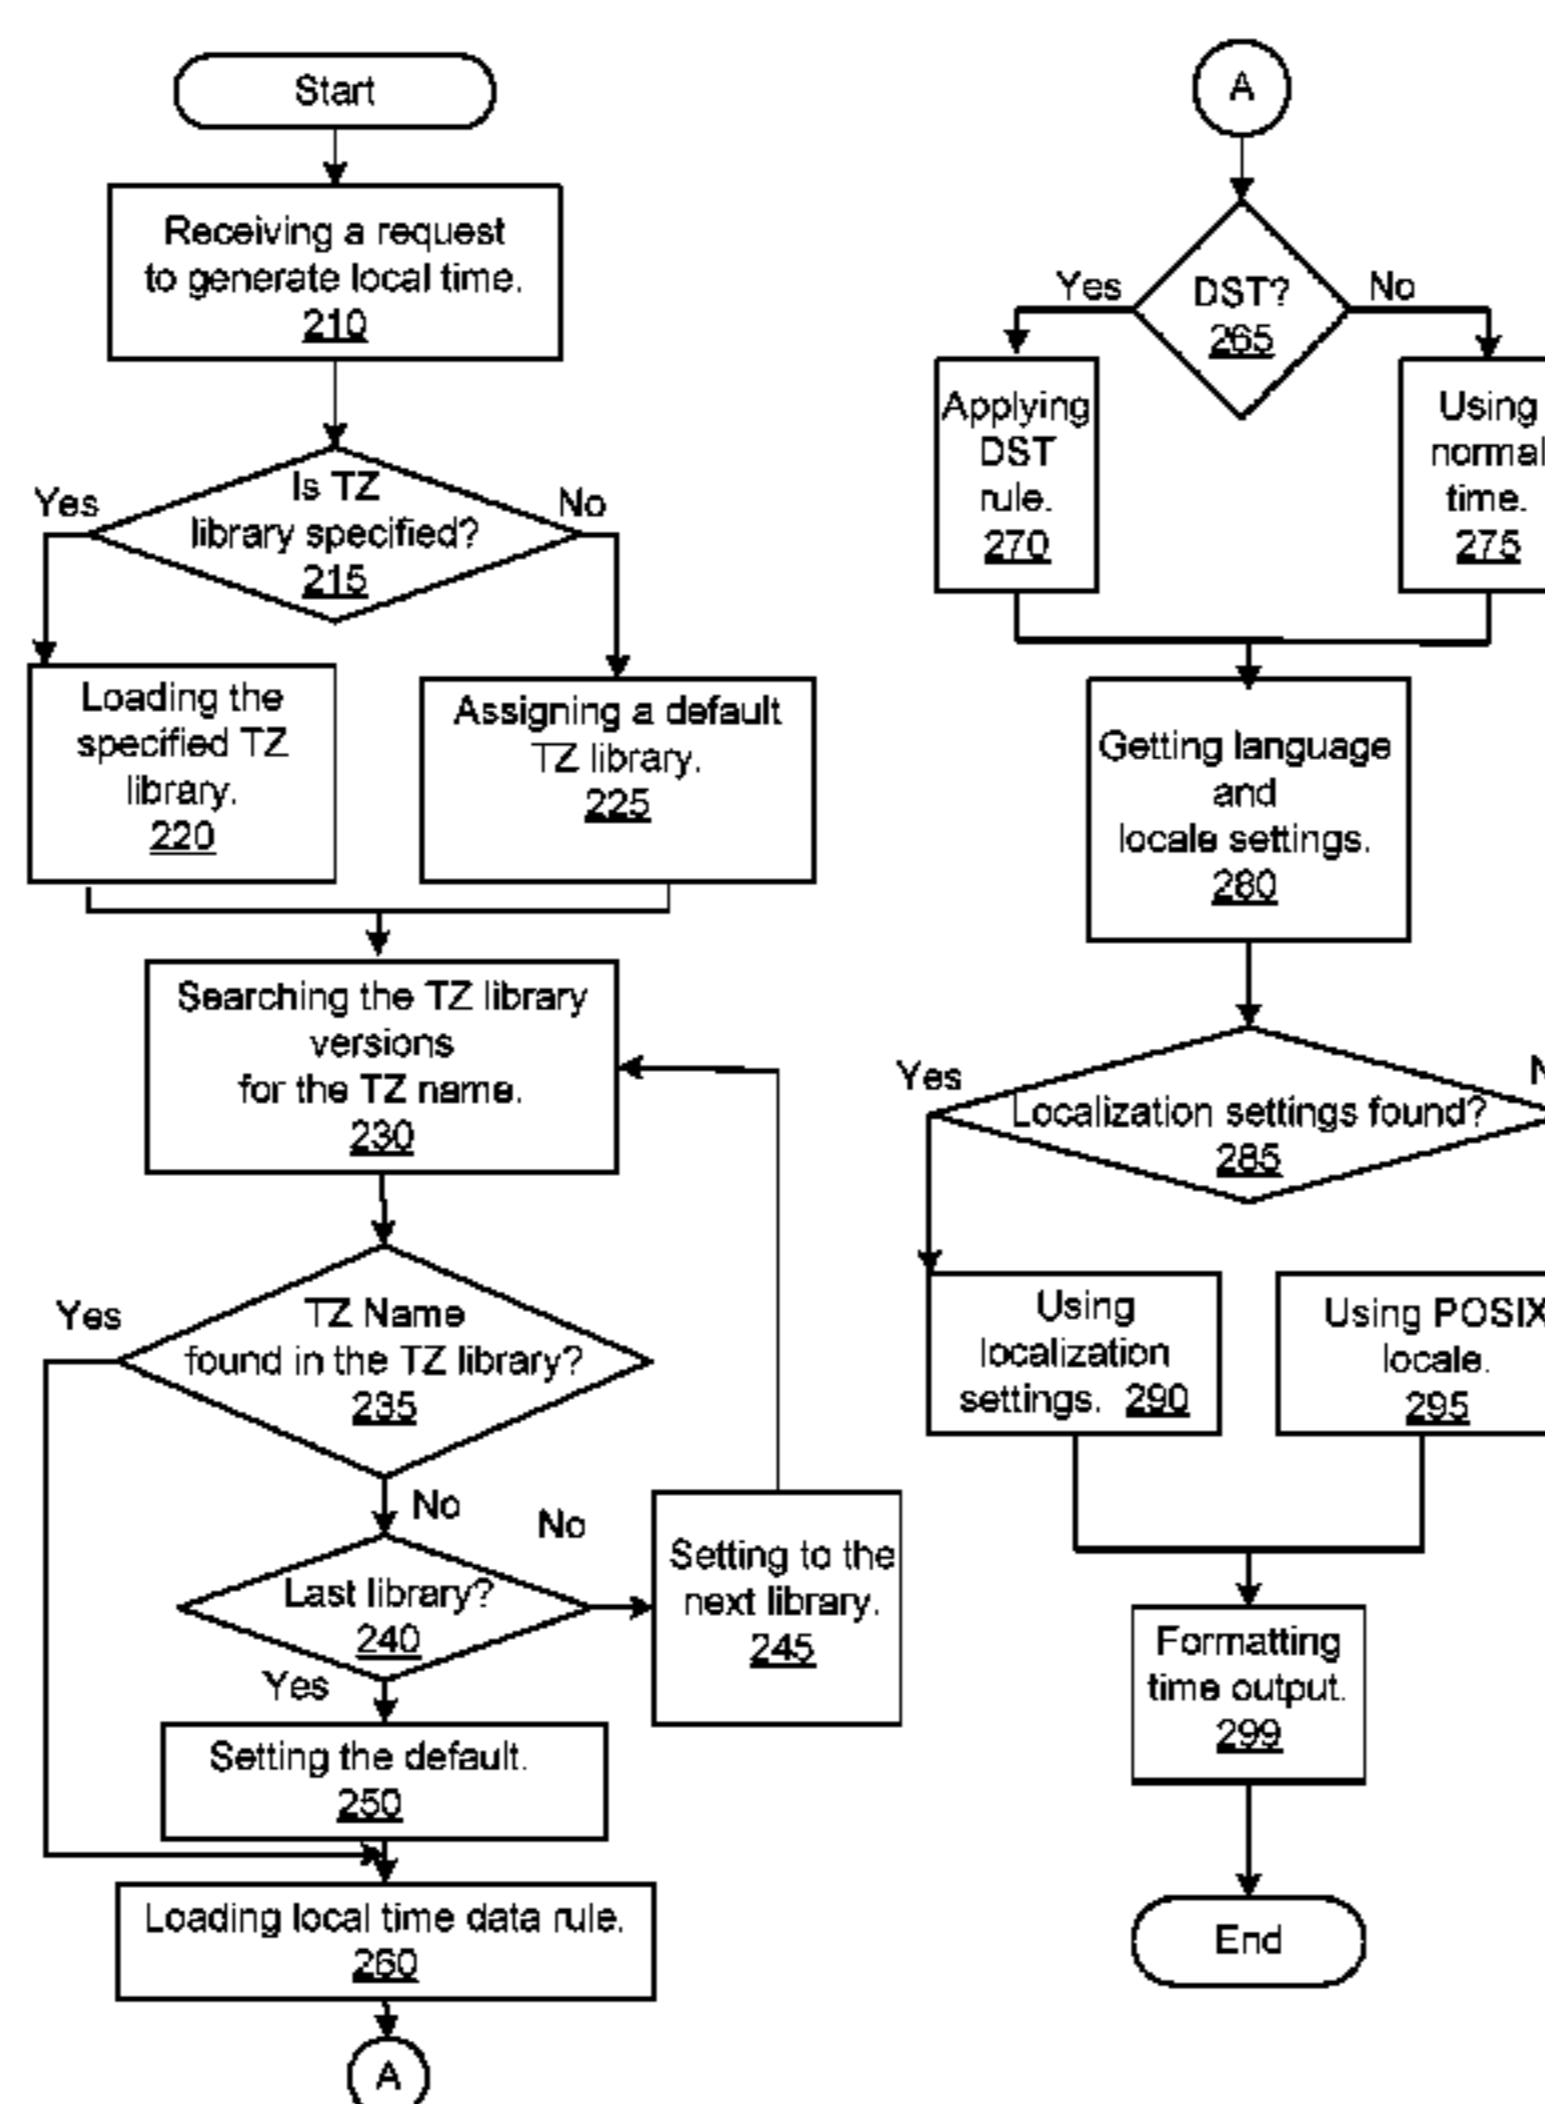 Start
Receiving a request
to generate local time.
210
Is TZ
library specified?
215
Yes
No
Loading the
specified TZ
library.
220
Assigning a default
TZ library.
225
Searching the TZ library
versions
for the TZ name.
230
TZ Name
found in the TZ library?
235
Yes
No
Last library?
240
No
Yes
Setting to the
next library.
245
Setting the default.
250
Loading local time data rule.
260
A
A
DST?
265
Yes
No
Applying
DST
rule.
270
Using
normal
time.
275
Getting language
and
locale settings.
280
Localization settings found?
285
Yes
Using
localization
settings. 290
Using POSIX
locale.
295
Formatting
time output.
299
End